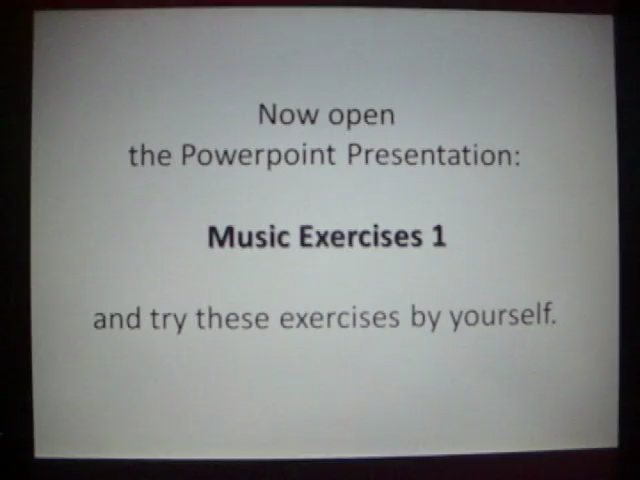 Now open
the Powerpoint Presentation:
Music Exercises 1
and try these exercises by yourself.